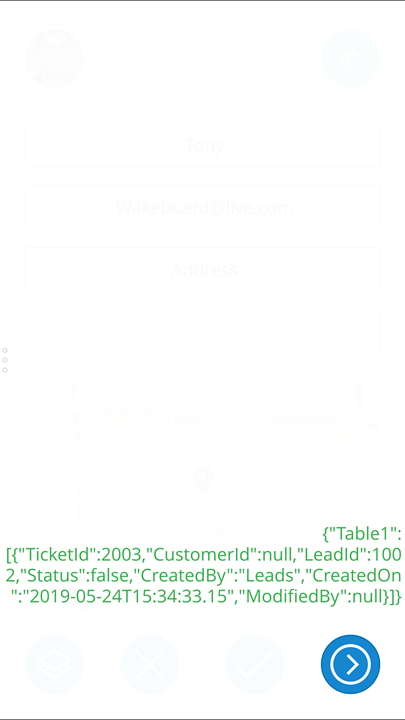 Tony
Wakeboard@live.com
Address
W
{"Table1":
[{"TicketId":2003,"CustomerId":null,"LeadId":100
2,"Status":false,"CreatedBy":"Leads","CreatedOn
":"2019-05-24T15:34:33.15","ModifiedBy":null}]}